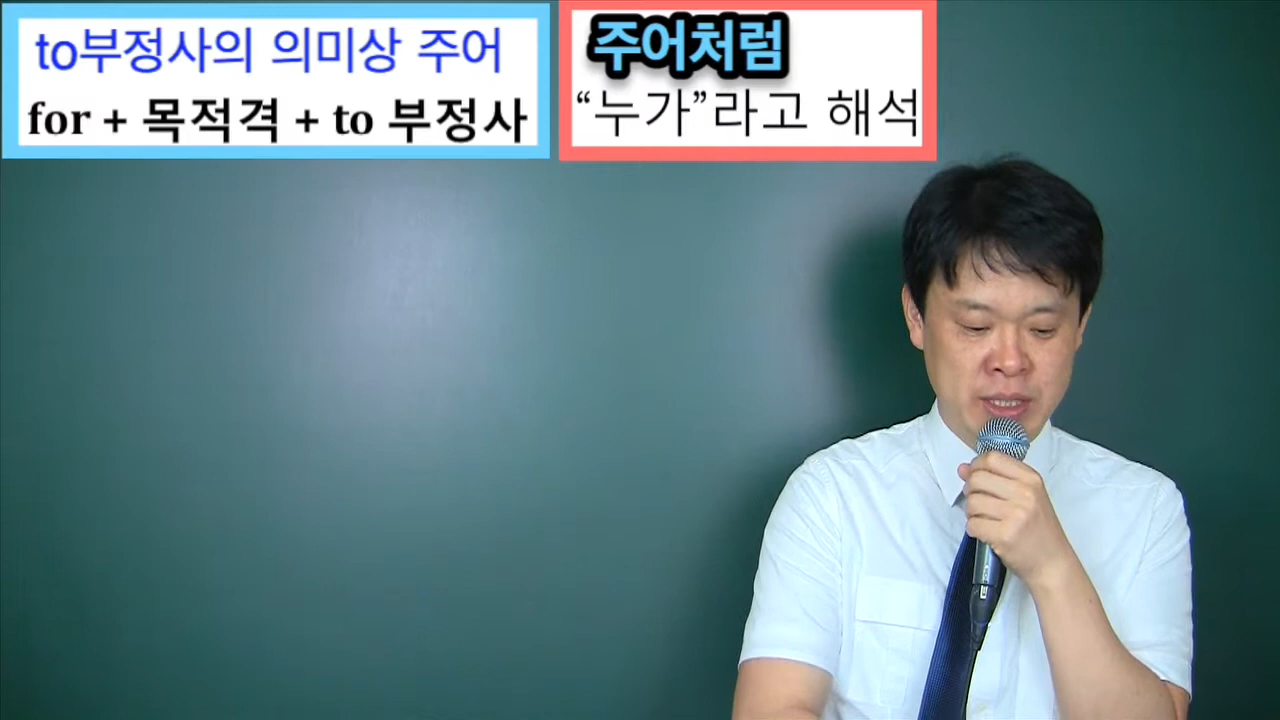 to부정사의 의미상 주어
for + 목적격 + to 부정사
주어처럼
“누가”라고 해석